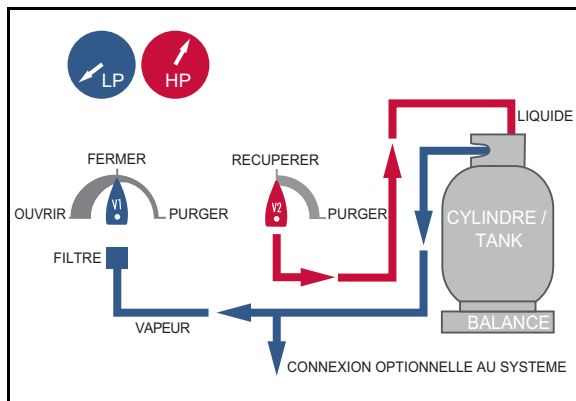 LP
HP
LIQUIDE
FERMER
RECUPERER
V1
V2
OUVRIR
PURGER
PURGER
CYLINDRE /
TANK
FILTRE
VAPEUR
BALANCE
CONNEXION OPTIONNELLE AU SYSTEME